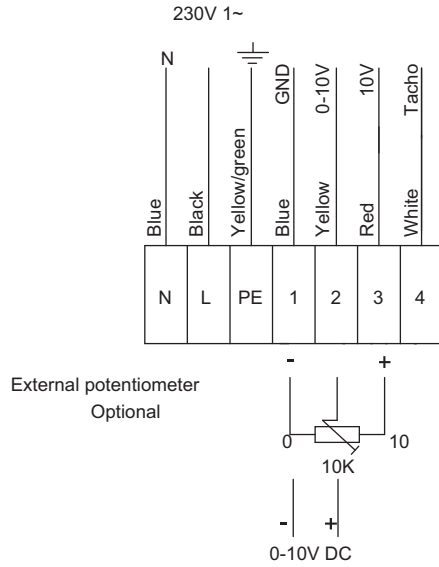 230V 1~
N
GND
0-10V
10V
Tacho
Blue
Black
Yellow/green
Blue
Yellow
Red
White
N L PE 1 2 3 4
- +
External potentiometer
Optional
0 10
10K
- +
0-10V DC